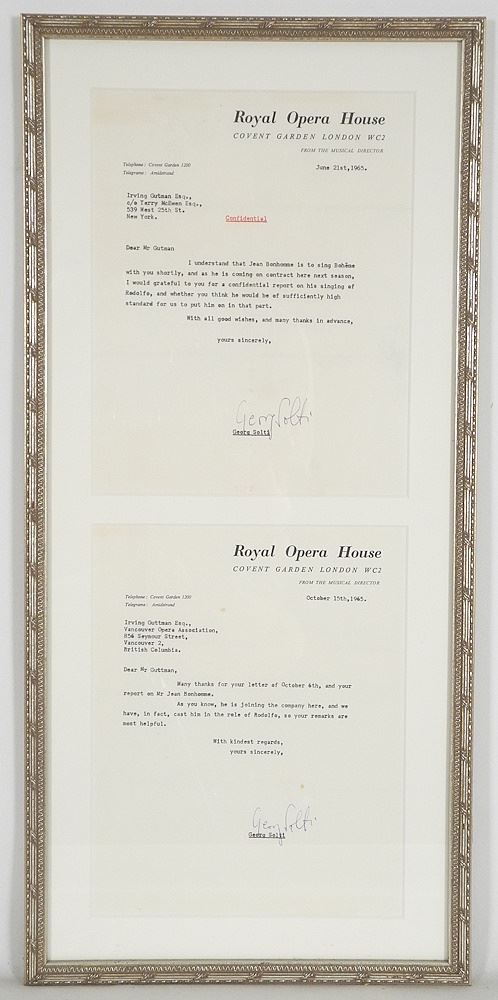 Royal Opera House
COVENT GARDEN LONDON WC2
FROM THE MUSICAL DIRECTOR
Telephone: Covent Garden 1200
Telegrams: Amidstrand
June 21st, 1965.
Irving Gutman Esq.,
c/o Terry McEwen Esq.,
539 West 25th St.
New York.
Confidential
Dear Mr Gutman
I understand that Jean Bonhomme is to sing Bohème
with you shortly, and as he is coming on contract here next season,
I would grateful to you for a confidential report on his singing of
Rodolfo, and whether you think he would be of sufficiently high
standard for us to put him on in that part.
With all good wishes, and many thanks in advance,
yours sincerely,
Georg Solti
Georg Solti
Royal Opera House
COVENT GARDEN LONDON WC2
FROM THE MUSICAL DIRECTOR
Telephone: Covent Garden 1200
Telegrams: Amidstrand
October 15th, 1965.
Irving Guttman Esq.,
Vancouver Opera Association,
856 Seymour Street,
Vancouver 2,
British Columbia.
Dear Mr Guttman,
Many thanks for your letter of October 6th, and your
report on Mr Jean Bonhomme.
As you know, he is joining the company here, and we
have, in fact, cast him in the role of Rodolfo, so your remarks are
most helpful.
With kindest regards,
yours sincerely,
Georg Solti
Georg Solti